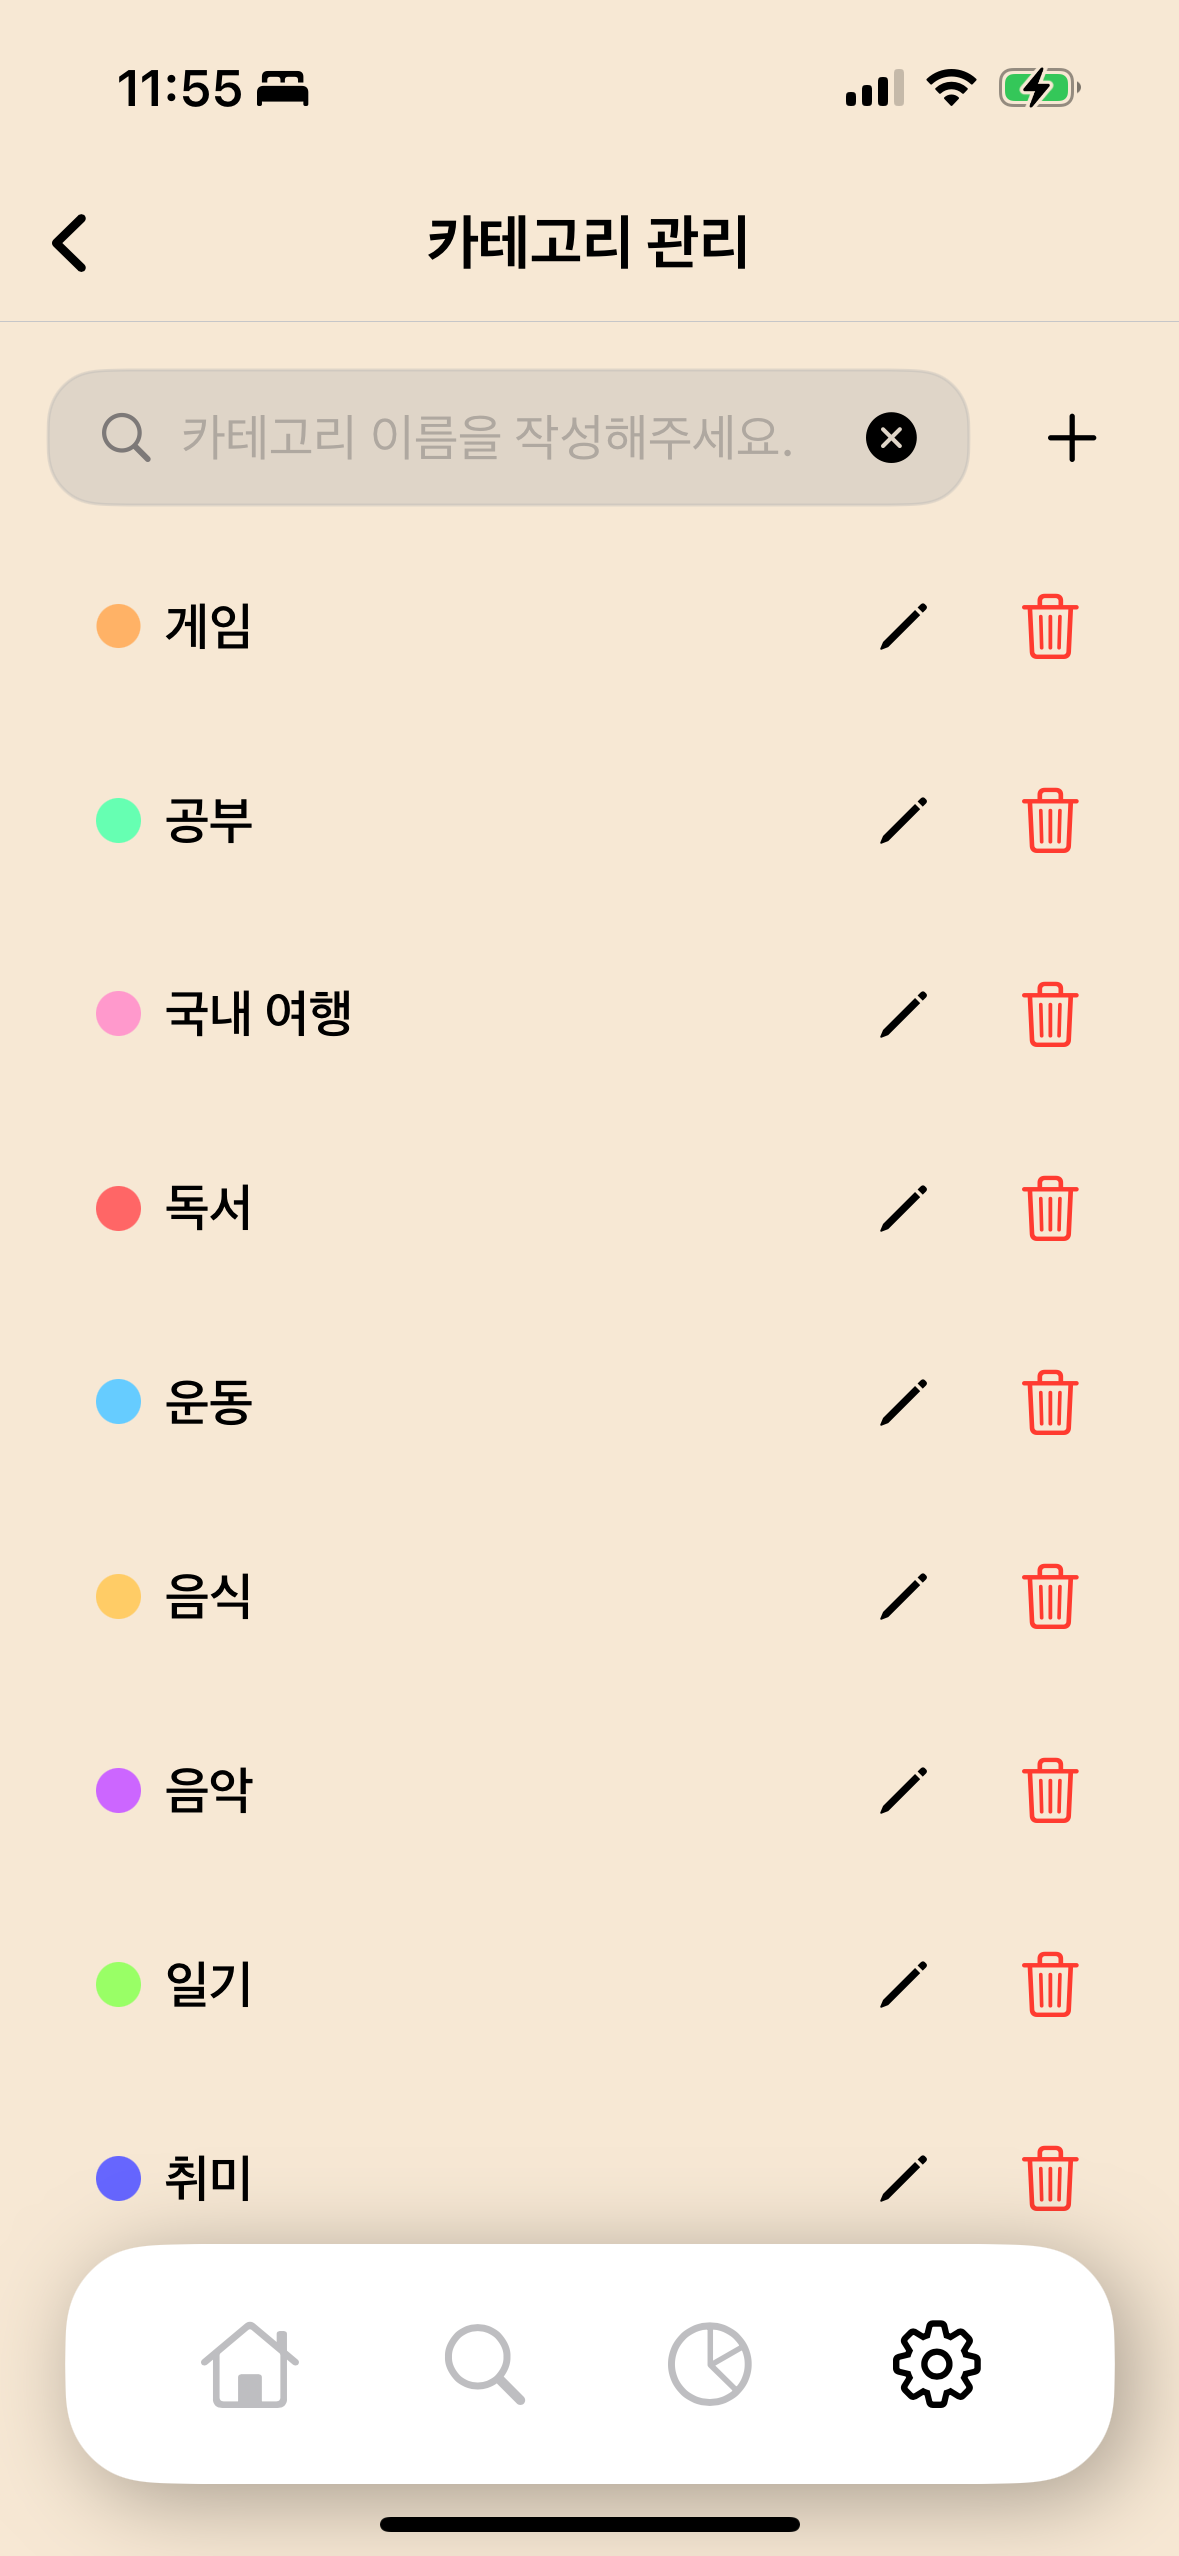 11:55
카테고리 관리
카테고리 이름을 작성해주세요.
게임
공부
국내 여행
독서
운동
음식
음악
일기
취미